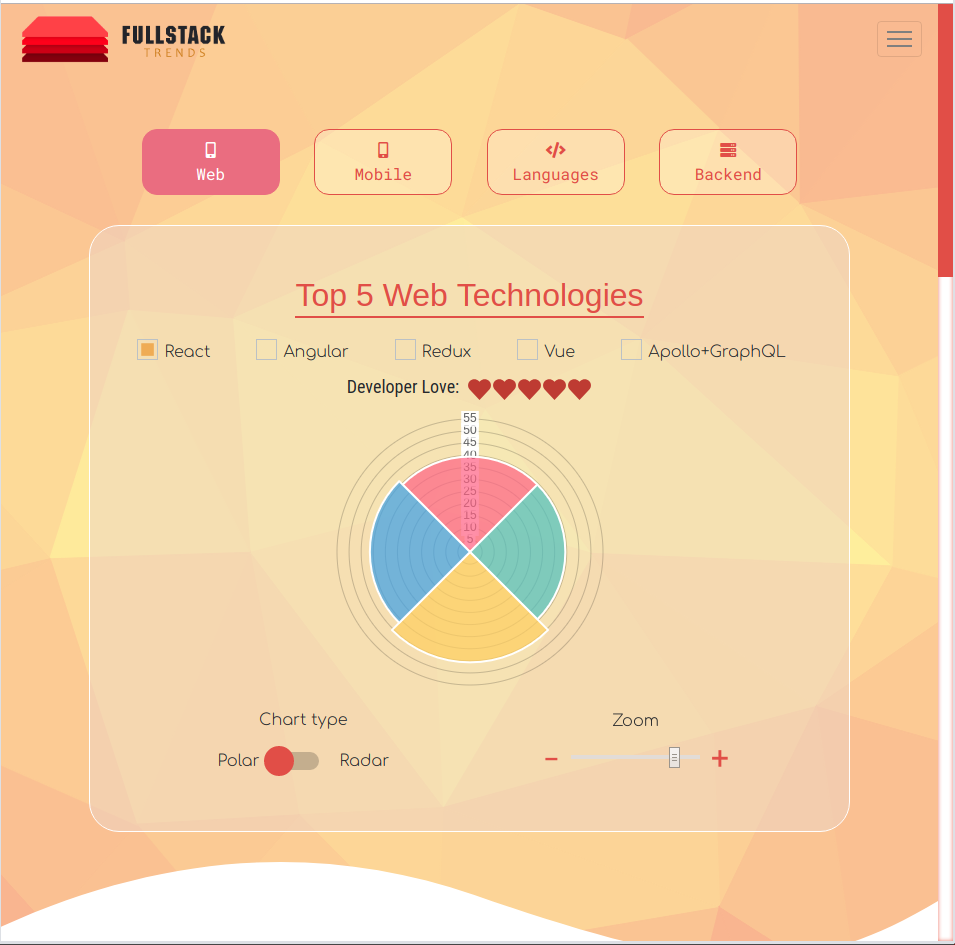 FULLSTACK
TRENDS
Web
Mobile
Languages
Backend
Top 5 Web Technologies
React
Angular
Redux
Vue
Apollo+GraphQL
Developer Love:
55
50
45
40
35
30
25
20
15
10
5
Chart type
Zoom
Polar
Radar